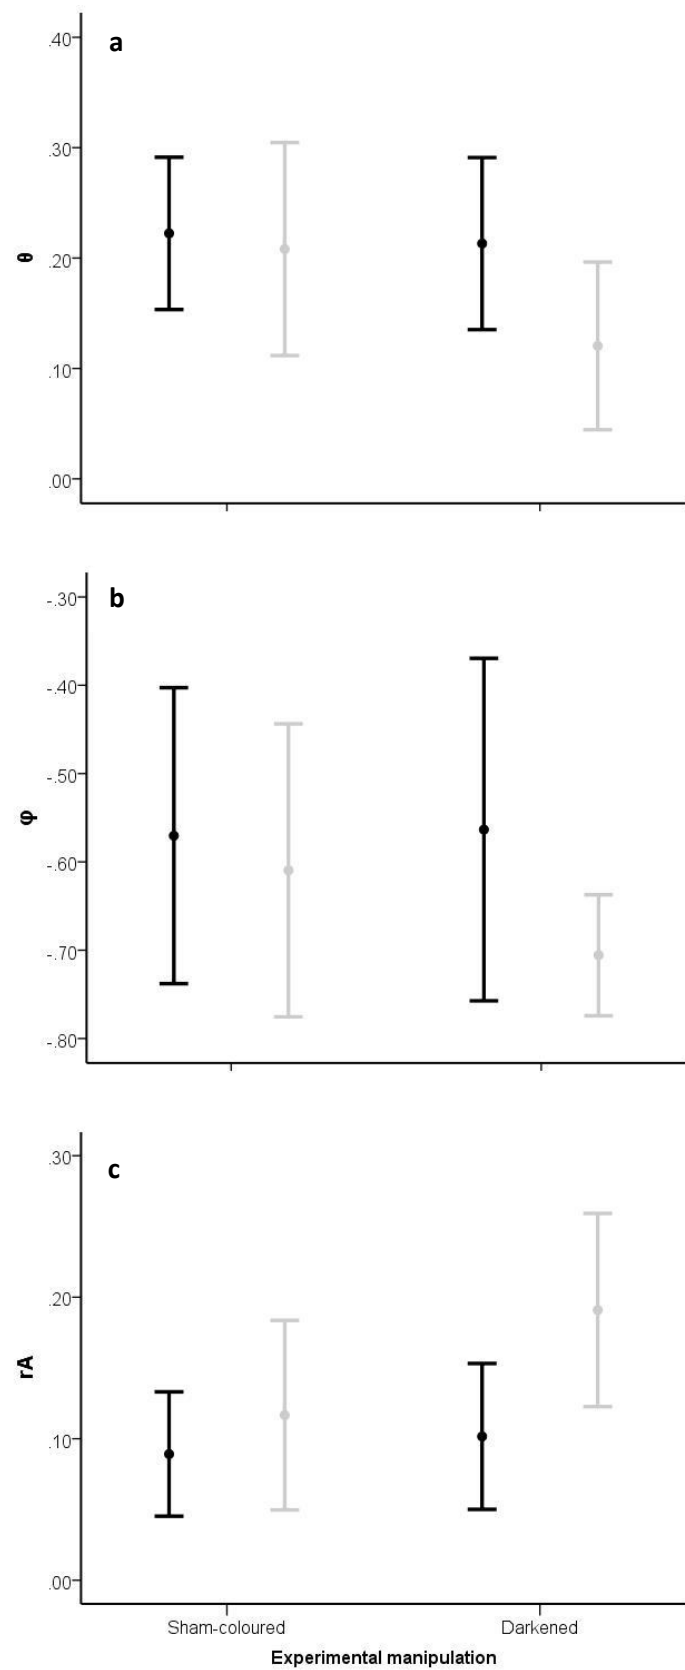 a
.40
.30
.20
.10
.00
θ
b
-.30
-.40
-.50
-.60
-.70
-.80
φ
c
.30
.20
.10
.00
rA
Sham-coloured Darkened
Experimental manipulation